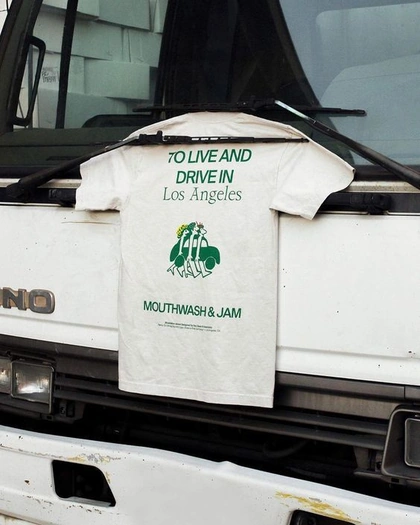 TO LIVE AND
DRIVE IN
Los Angeles
MOUTHWASH & JAM
NO